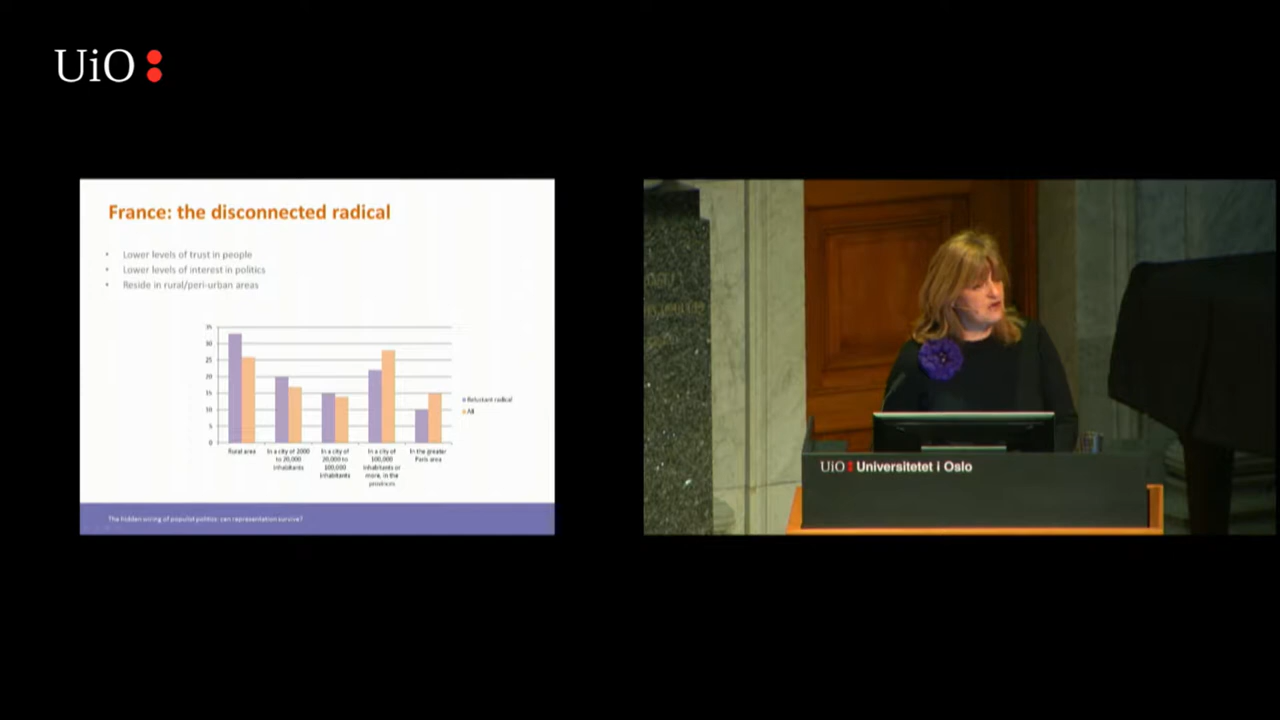 UiO
France: the disconnected radical
• Lower levels of trust in people
• Lower levels of interest in politics
• Reside in rural/peri-urban areas
35
30
25
20
15
10
5
0
Rural area
In a city of 2000
to 20,000
inhabitants
In a city of
20,000 to
100,000
inhabitants
In a city of
100,000
inhabitants or
more, in the
provinces
In the greater
Paris area
Reluctant radical
All
The hidden wiring of populist politics: can representation survive?
UiO: Universitetet i Oslo